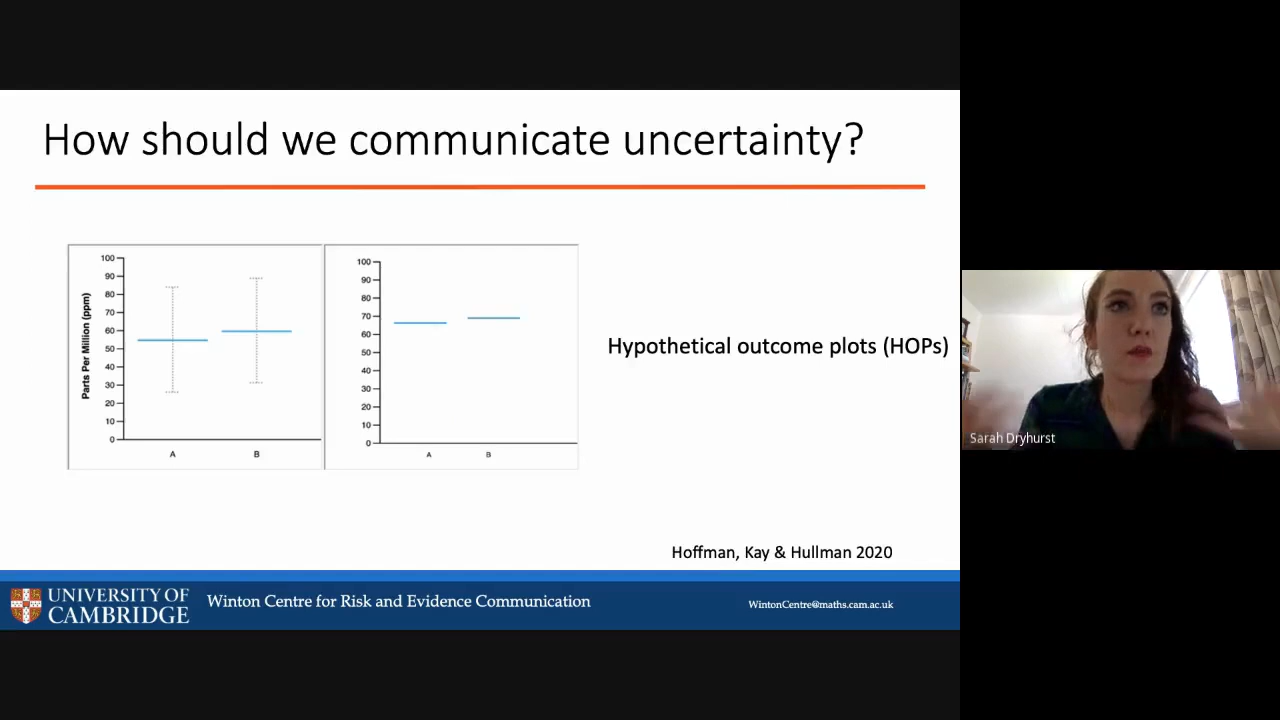 How should we communicate uncertainty?
Parts Per Million (ppm)
100
90
80
70
60
50
40
30
20
10
0
A B
100
90
80
70
60
50
40
30
20
10
0
A B
Hypothetical outcome plots (HOPs)
Sarah Dryhurst
Hoffman, Kay & Hullman 2020
UNIVERSITY OF
CAMBRIDGE
Winton Centre for Risk and Evidence Communication
WintonCentre@maths.cam.ac.uk